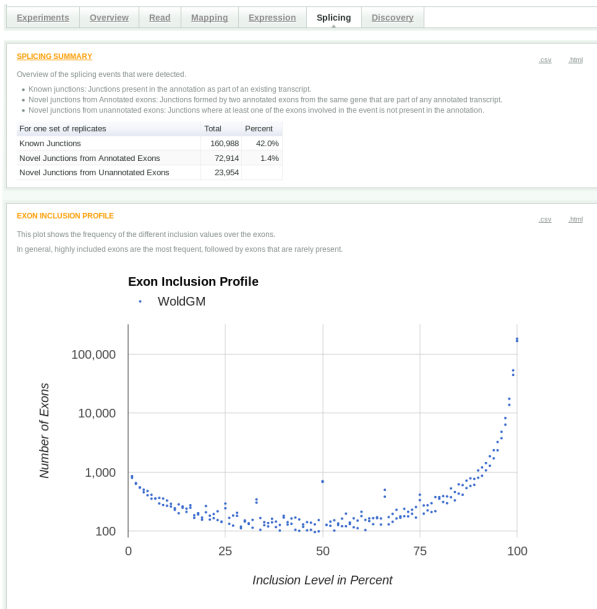 Experiments Overview Read Mapping Expression Splicing Discovery
SPLICING SUMMARY .csv .html
Overview of the splicing events that were detected.
Known junctions: Junctions present in the annotation as part of an existing transcript.
Novel junctions from Annotated exons: Junctions formed by two annotated exons from the same gene that are part of any annotated transcript.
Novel junctions from unannotated exons: Junctions where at least one of the exons involved in the event is not present in the annotation.
For one set of replicates Total Percent
Known Junctions 160,988 42.0%
Novel Junctions from Annotated Exons 72,914 1.4%
Novel Junctions from Unannotated Exons 23,954
EXON INCLUSION PROFILE .csv .html
This plot shows the frequency of the different inclusion values over the exons.
In general, highly included exons are the most frequent, followed by exons that are rarely present.
Exon Inclusion Profile
WoldGM
100,000
10,000
1,000
100
Number of Exons
0 25 50 75 100
Inclusion Level in Percent